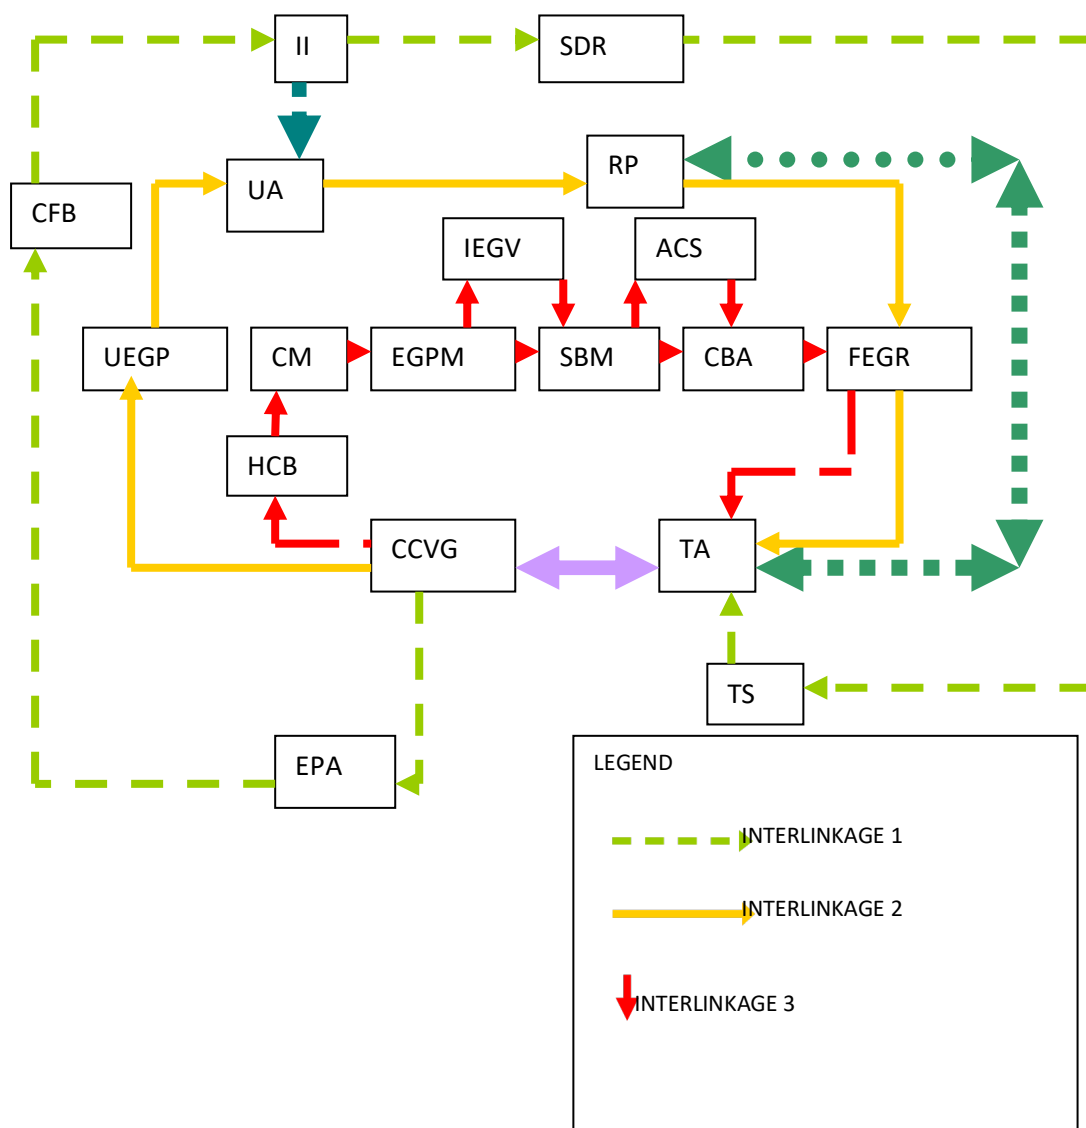 II
SDR
RP
UA
CFB
IEGV
ACS
UEGP
CM
EGPM
SBM
CBA
FEGR
HCB
CCVG
TA
TS
EPA
LEGEND
INTERLINKAGE 1
INTERLINKAGE 2
INTERLINKAGE 3